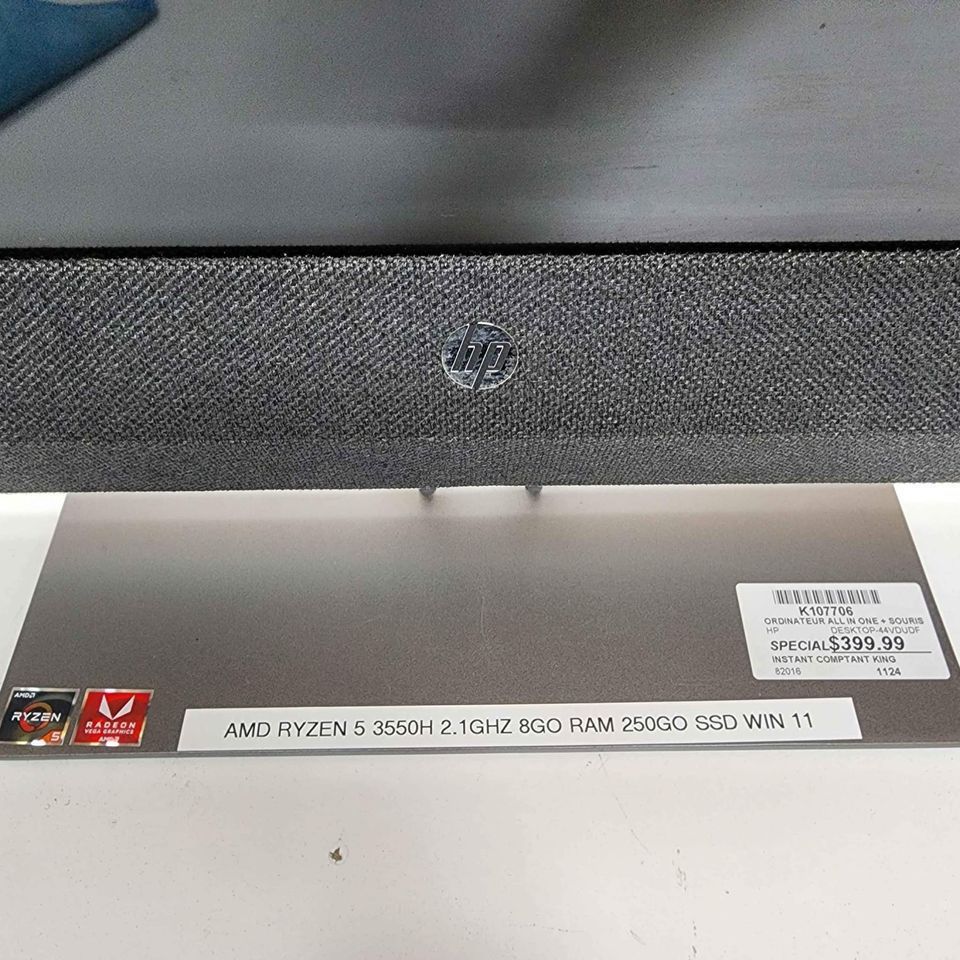 hp
K107706
ORDINATEUR ALL IN ONE + SOURIS
HP DESKTOP-44VDUDF
SPECIAL $399.99
INSTANT COMPTANT KING
82016 1124
AMD
RYZEN
5
RADEON
VEGA GRAPHICS
AMD
AMD RYZEN 5 3550H 2.1GHZ 8GO RAM 250GO SSD WIN 11